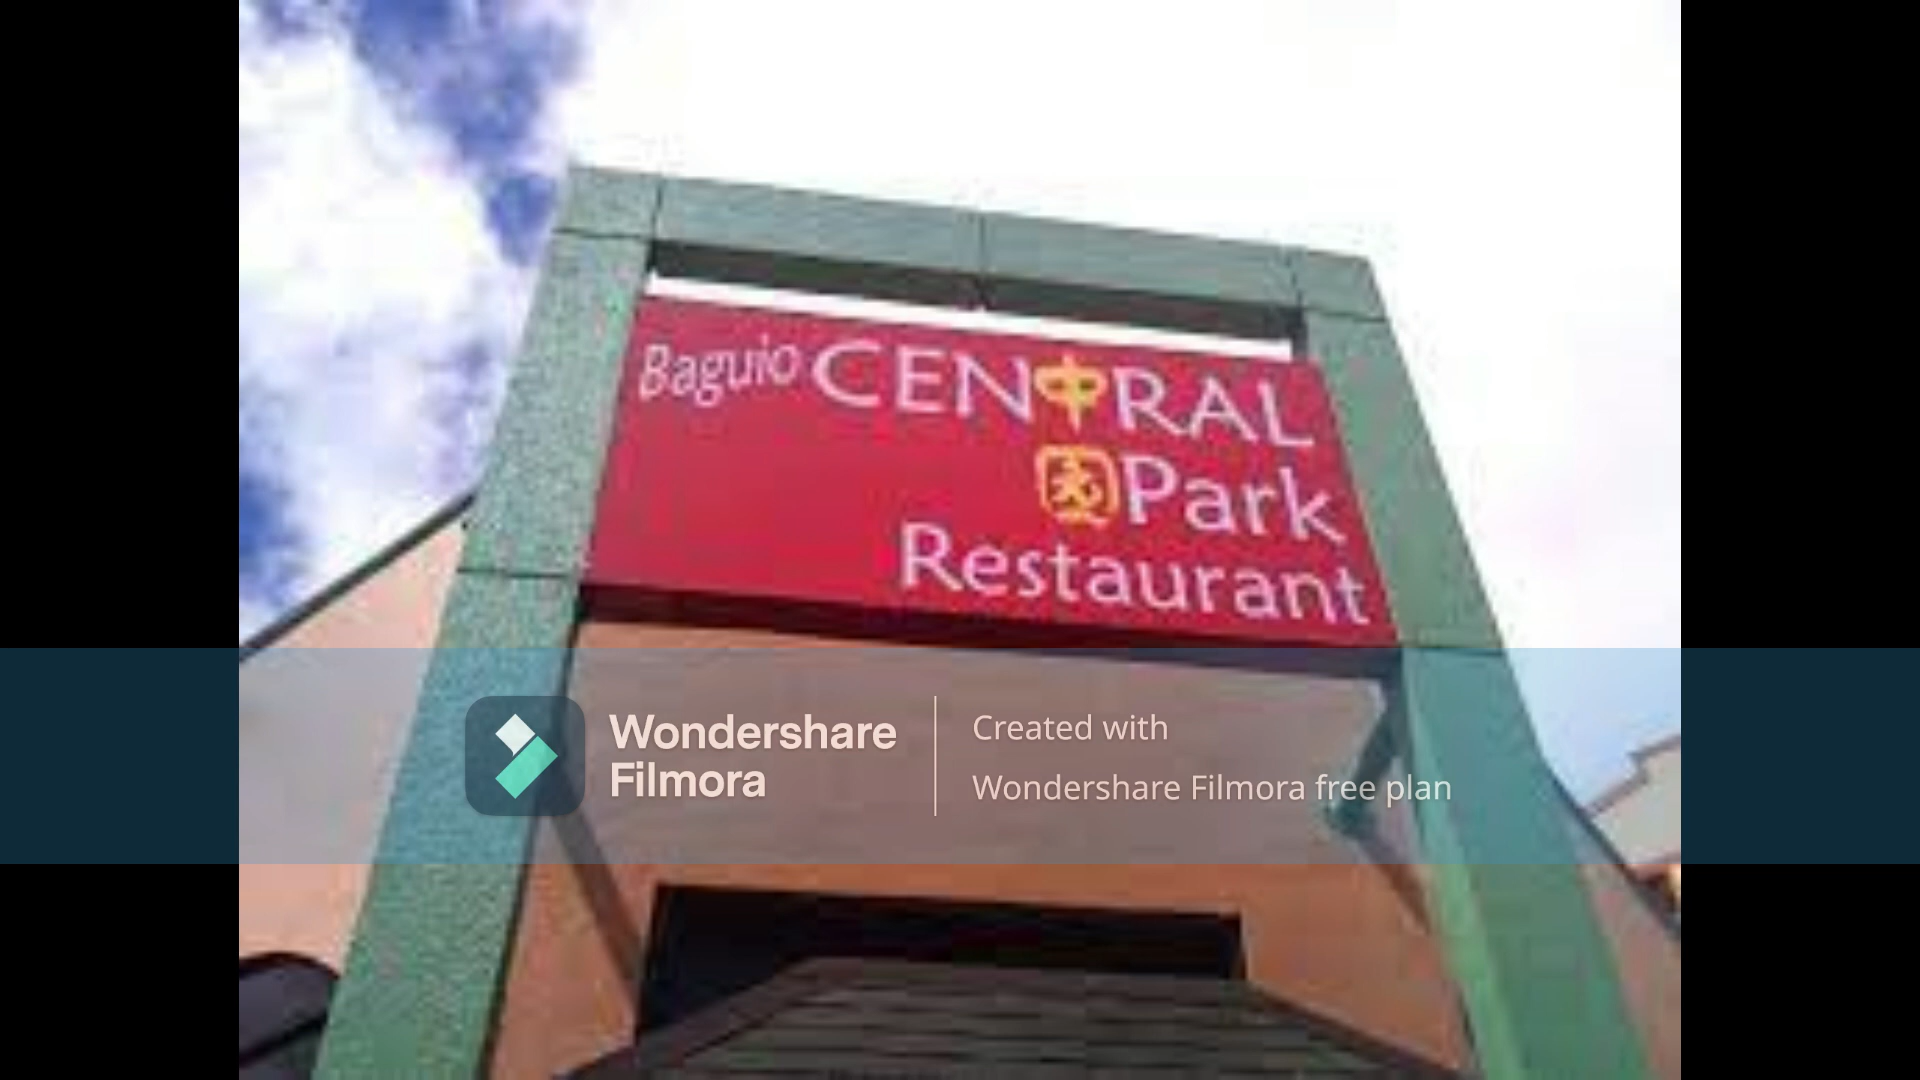 Baguio CEN中RAL
園Park
Restaurant
Wondershare
Filmora
Created with
Wondershare Filmora free plan